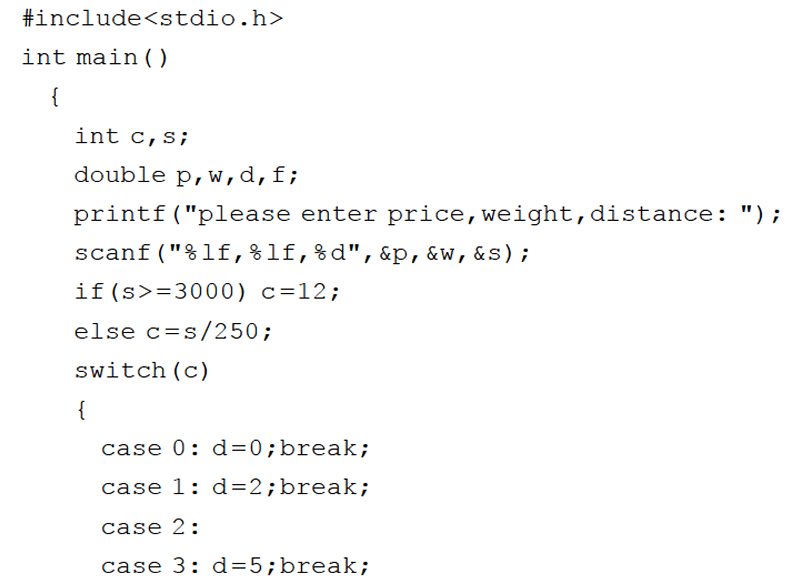 #include<stdio.h>
int main()
{
int c,s;
double p,w,d,f;
printf("please enter price,weight,distance: ");
scanf("%lf,%lf,%d",&p,&w,&s);
if(s>=3000) c=12;
else c=s/250;
switch(c)
{
case 0: d=0;break;
case 1: d=2;break;
case 2:
case 3: d=5;break;